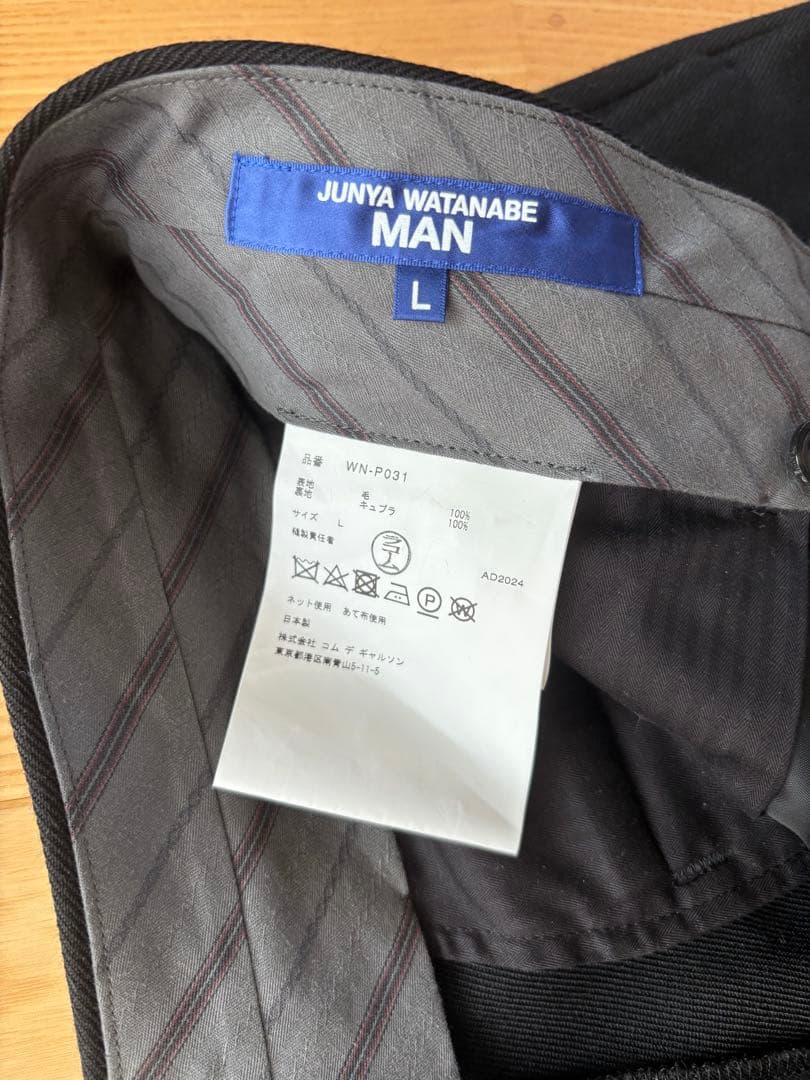 JUNYA WATANABE
MAN
L
品番 WN-P031
表地 毛 100%
裏地 キュプラ 100%
サイズ L
縫製責任者
AD2024
P
W
ネット使用 あて布使用
日本製
株式会社 コム デ ギャルソン
東京都港区南青山5-11-5